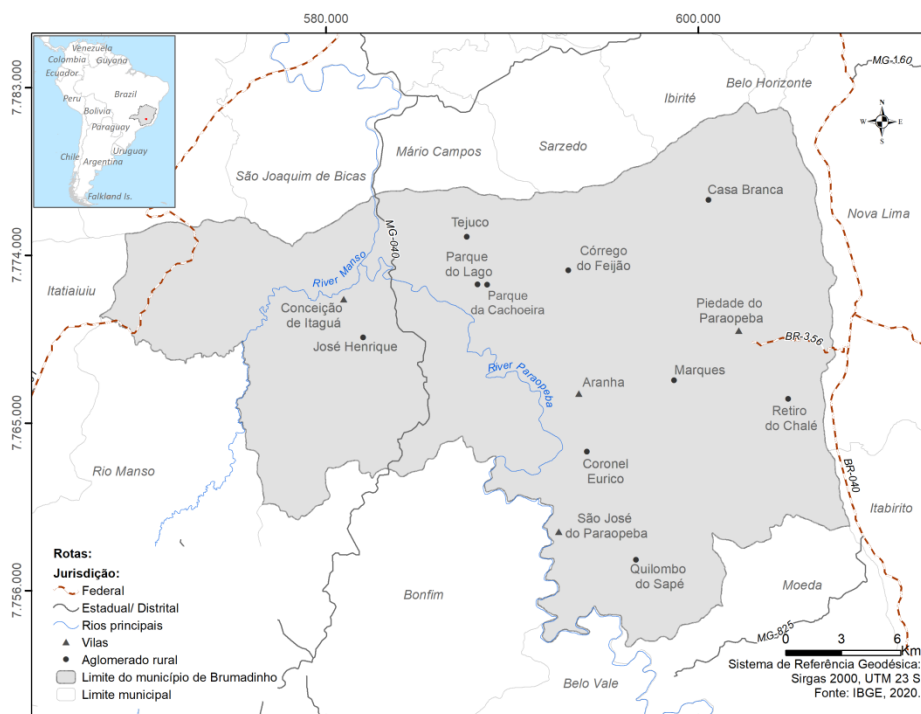 580.000
600.000
7.783.000
7.774.000
7.765.000
7.756.000
Venezuela
Colombia
Guyana
Ecuador
Peru
Brazil
Bolivia
Paraguay
Chile
Uruguay
Argentina
Falkland Is.
MG-160
Belo Horizonte
Ibirité
Sarzedo
Mário Campos
São Joaquim de Bicas
N
W
E
S
Casa Branca
Nova Lima
Tejuco
MG-040
Córrego
do Feijão
Parque
do Lago
River Manso
Parque
da Cachoeira
Itatiaiuiu
Conceição
de Itaguá
Piedade do
Paraopeba
BR-356
José Henrique
River Paraopeba
Aranha
Marques
Retiro
do Chalé
Rio Manso
Coronel
Eurico
BR-040
Itabirito
São José
do Paraopeba
Quilombo
do Sapé
Moeda
Bonfim
MG-825
Belo Vale
Rotas:
Jurisdição:
Federal
Estadual/ Distrital
Rios principais
Vilas
Aglomerado rural
Limite do município de Brumadinho
Limite municipal
0 3 6
Km
Sistema de Referência Geodésica:
Sirgas 2000, UTM 23 S
Fonte: IBGE, 2020.